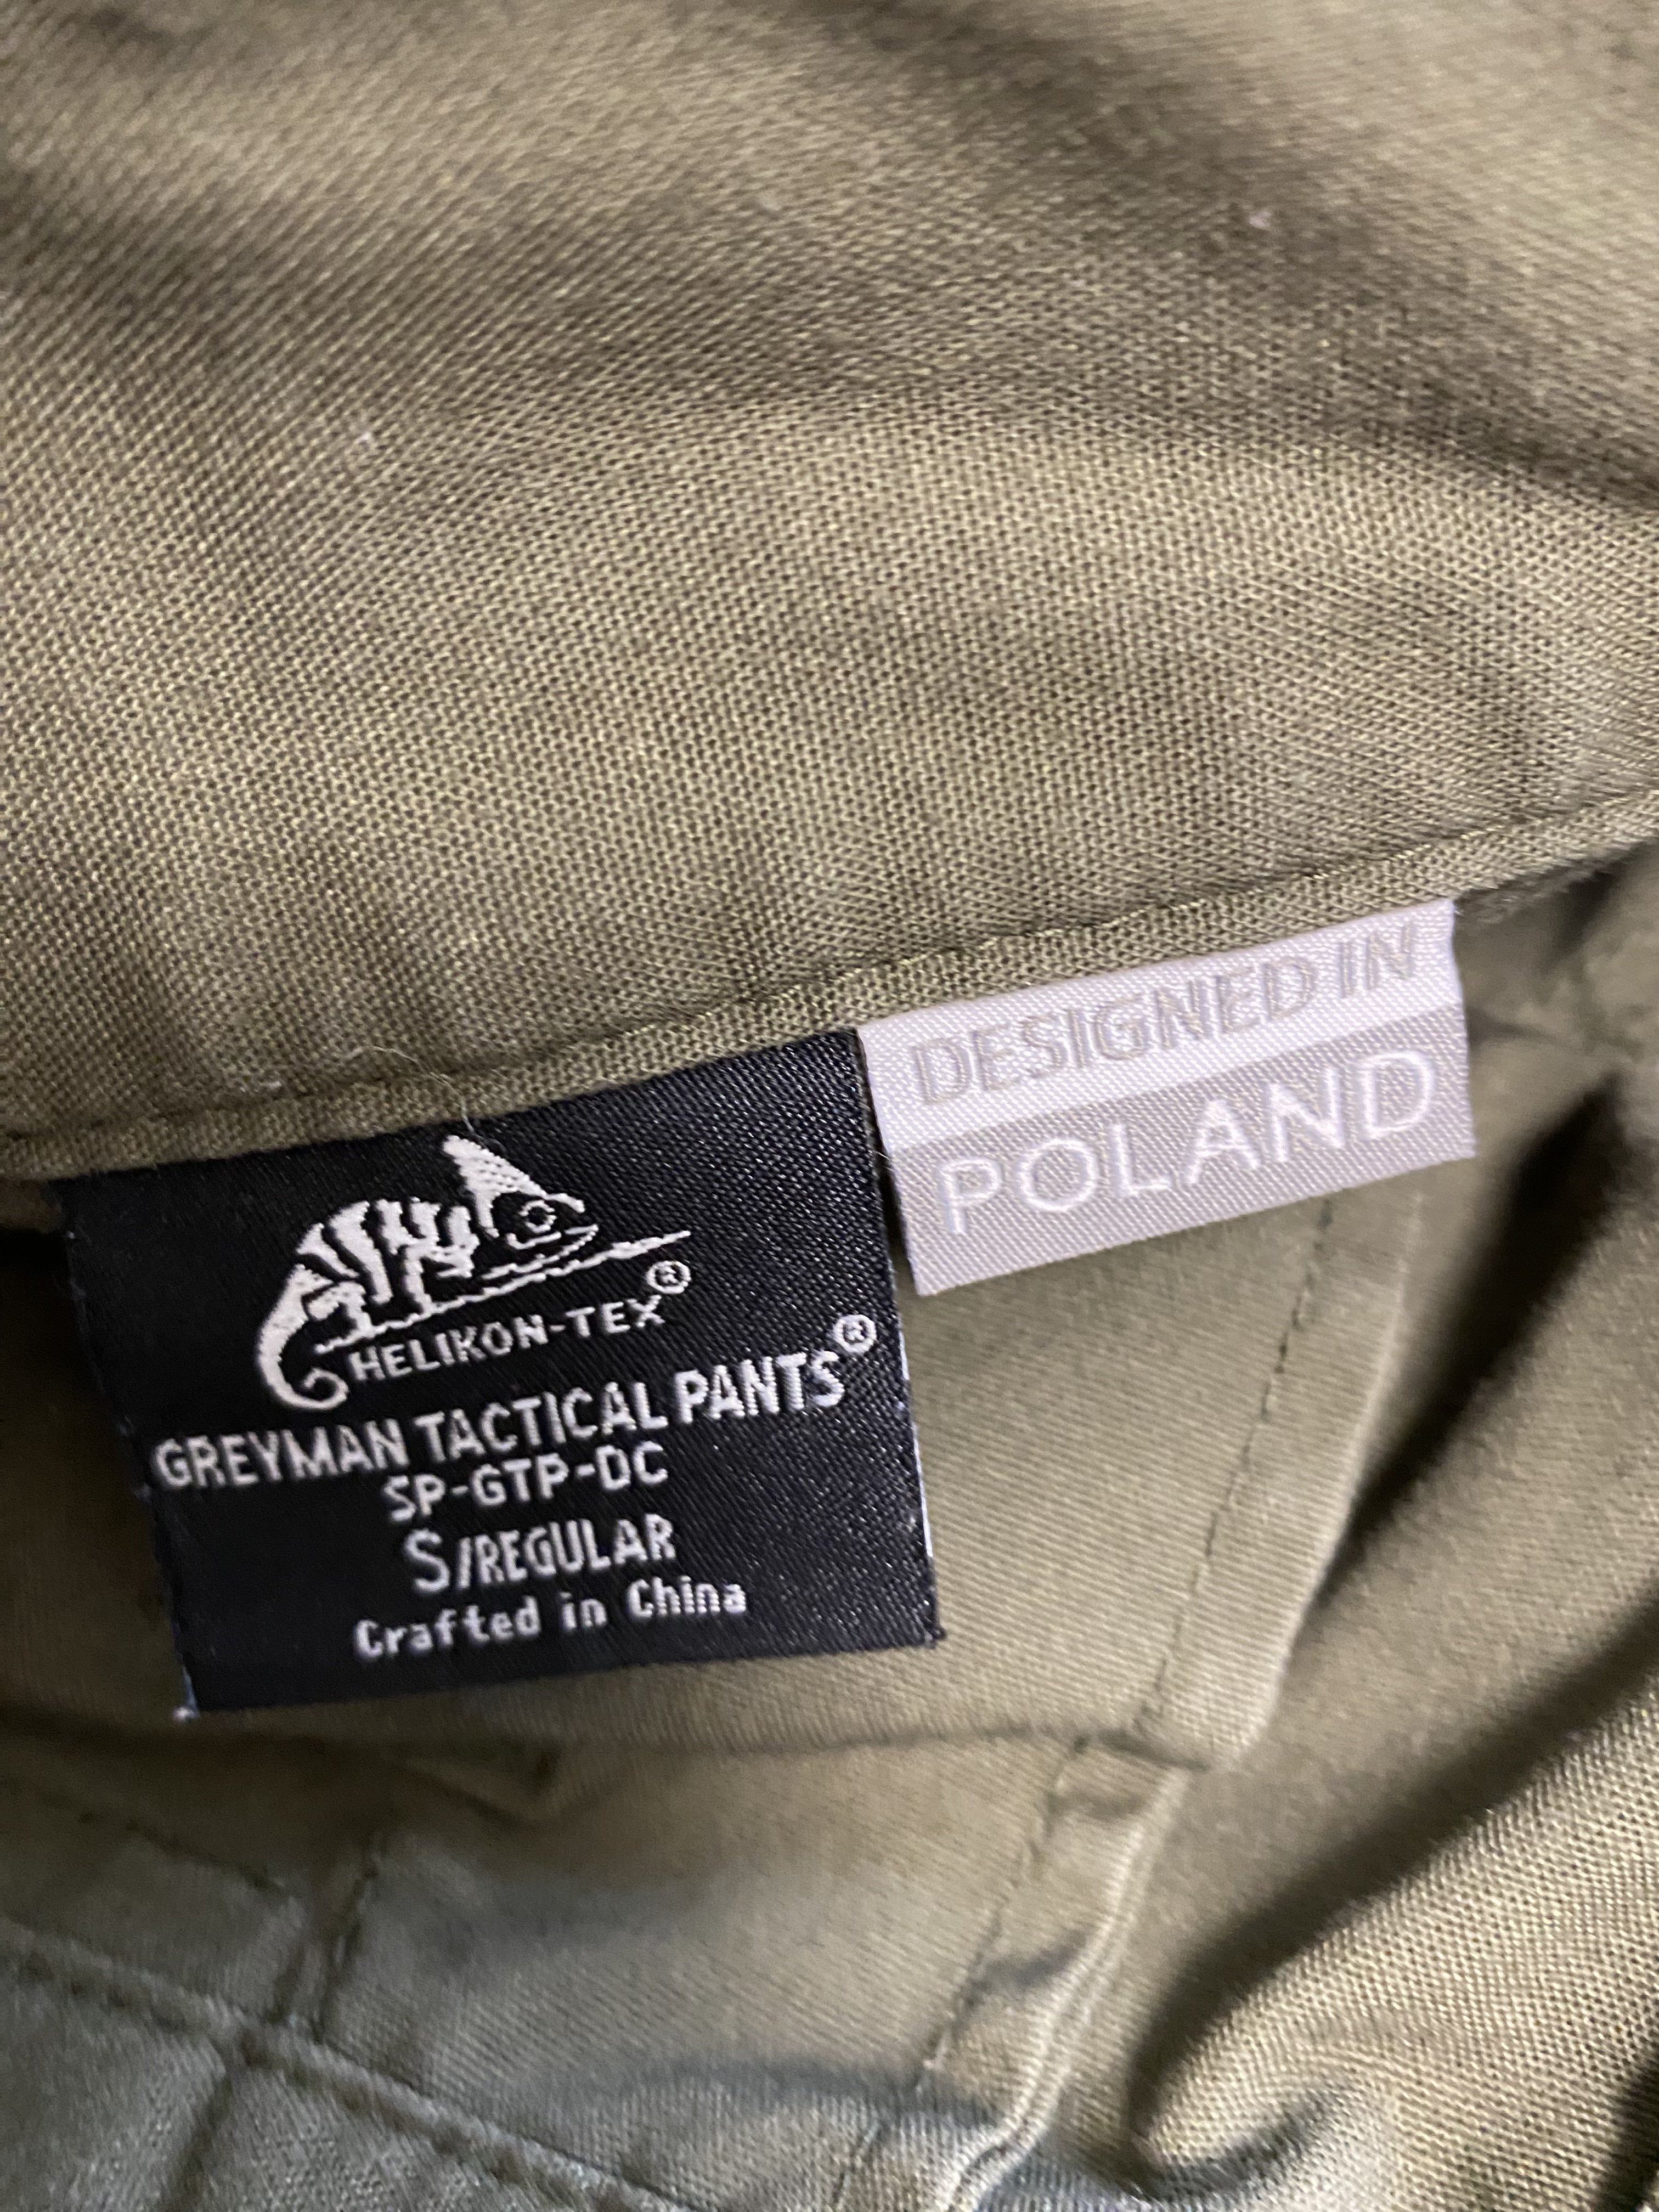 DESIGNED IN
POLAND
HELIKON-TEX®
GREYMAN TACTICAL PANTS®
SP-GTP-DC
S/REGULAR
Crafted in China